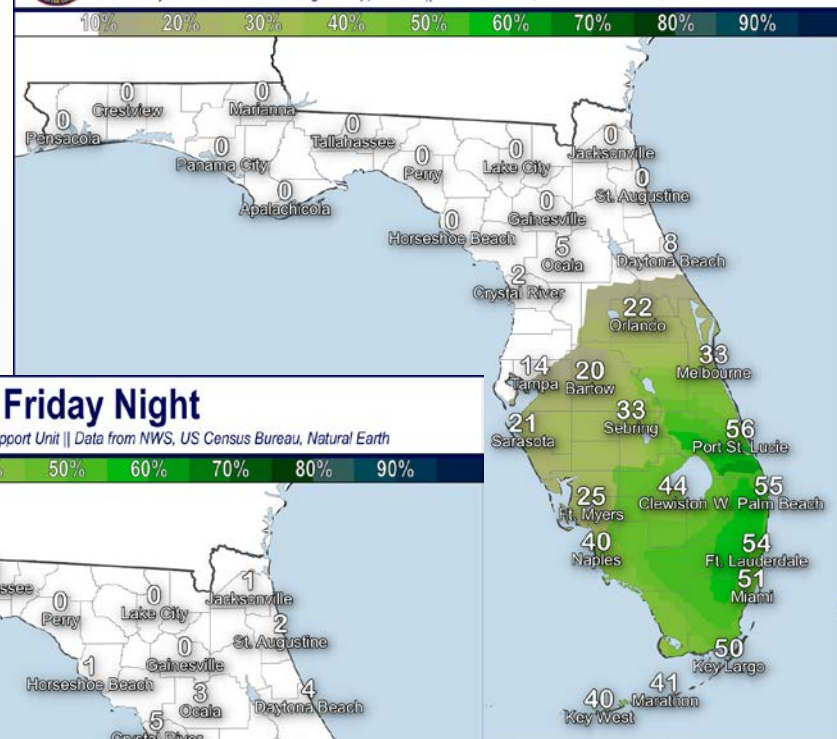 10% 20% 30% 40% 50% 60% 70% 80% 90%
0
Crestview
0
Marianna
0
Pensacola
0
Tallahassee
0
Panama City
0
Perry
0
Lake City
0
Jacksonville
0
St. Augustine
0
Apalachicola
0
Gainesville
0
Horseshoe Beach
5
Ocala
8
Daytona Beach
2
Crystal River
22
Orlando
33
Melbourne
14
Tampa
20
Bartow
33
Sebring
21
Sarasota
56
Port St. Lucie
44
Clewiston
55
W. Palm Beach
25
Ft. Myers
40
Naples
54
Ft. Lauderdale
51
Miami
50
Key Largo
41
Marathon
40
Key West
Friday Night
pport Unit || Data from NWS, US Census Bureau, Natural Earth
50% 60% 70% 80% 90%
ssee
0
Perry
0
Lake City
1
Jacksonville
2
St. Augustine
0
Gainesville
1
Horseshoe Beach
3
Ocala
4
Daytona Beach
5
Crystal River